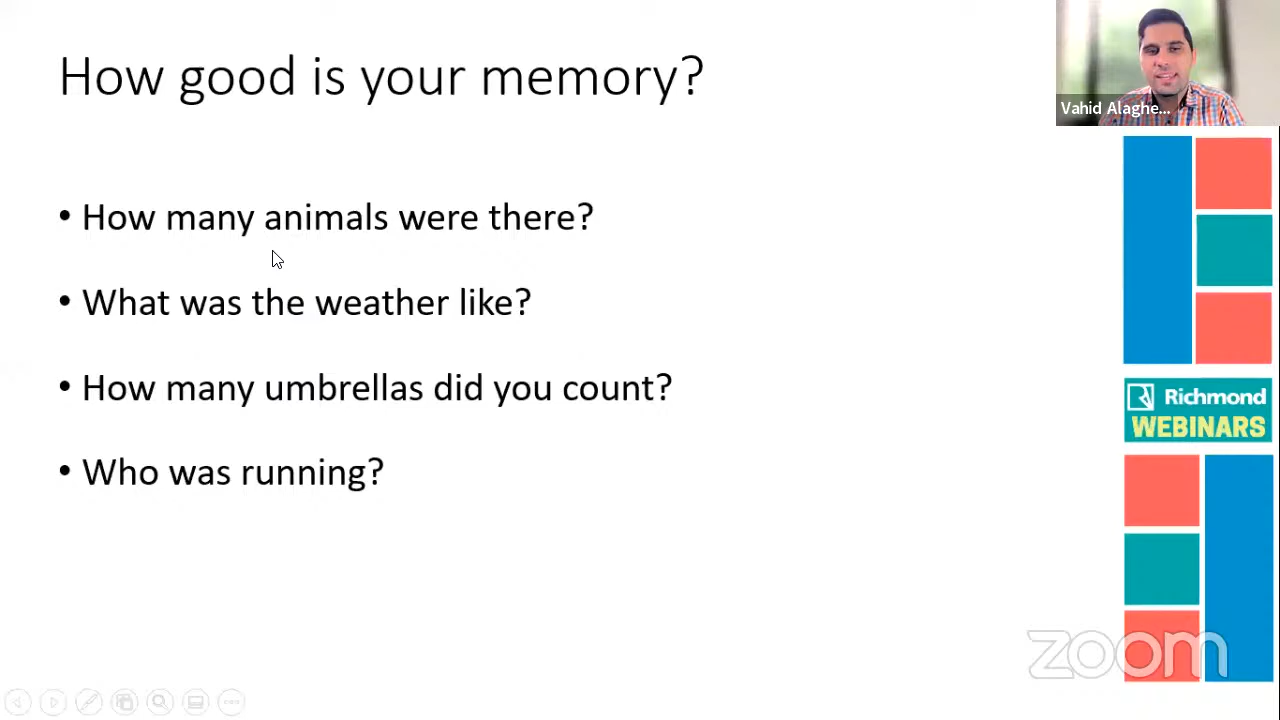 How good is your memory?
Vahid Alaghe...
• How many animals were there?
• What was the weather like?
• How many umbrellas did you count?
• Who was running?
Richmond
WEBINARS
zoom